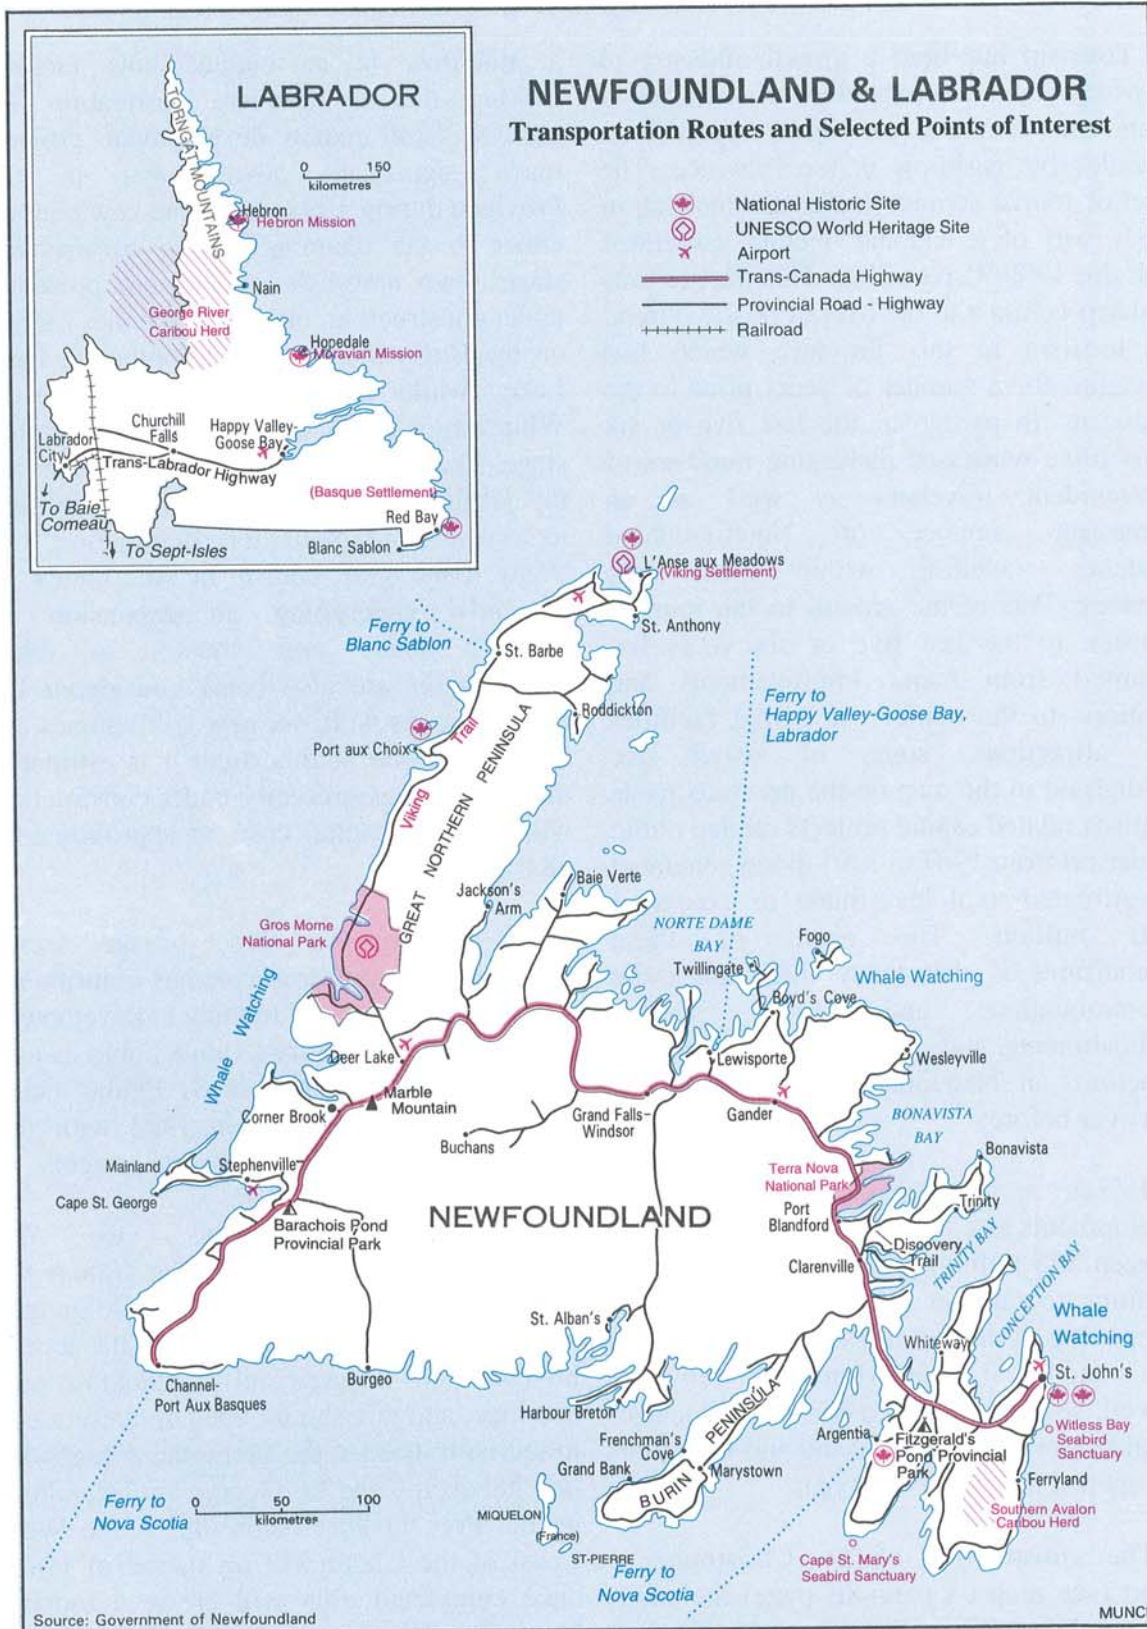 LABRADOR
0 150
kilometres
TORNGAT MOUNTAINS
Hebron
Hebron Mission
Nain
George River
Caribou Herd
Hopedale
Moravian Mission
Churchill
Falls
Happy Valley-
Goose Bay
Labrador
City
Trans-Labrador Highway
(Basque Settlement)
To Baie
Comeau
Red Bay
To Sept-Isles
Blanc Sablon
NEWFOUNDLAND & LABRADOR
Transportation Routes and Selected Points of Interest
National Historic Site
UNESCO World Heritage Site
Airport
Trans-Canada Highway
Provincial Road - Highway
Railroad
L'Anse aux Meadows
(Viking Settlement)
St. Anthony
Ferry to
Blanc Sablon
St. Barbe
Roddickton
Ferry to
Happy Valley-Goose Bay,
Labrador
Port aux Choix
Viking Trail
GREAT NORTHERN PENINSULA
Jackson's
Arm
Baie Verte
Gros Morne
National Park
NORTE DAME
BAY
Twillingate
Fogo
Whale Watching
Boyd's Cove
Whale Watching
Deer Lake
Lewisporte
Wesleyville
Marble
Mountain
Corner Brook
Grand Falls-
Windsor
Gander
Buchans
BONAVISTA
BAY
Mainland
Stephenville
Cape St. George
Terra Nova
National Park
Bonavista
Trinity
Port
Blandford
Barachois Pond
Provincial Park
NEWFOUNDLAND
Discovery
Trail
Clarenville
TRINITY BAY
CONCEPTION BAY
St. Alban's
Whale
Watching
Whiteway
St. John's
Channel-
Port Aux Basques
Burgeo
Harbour Breton
Witless Bay
Seabird
Sanctuary
Argentia
Fitzgerald's
Pond Provincial
Park
Frenchman's
Cove
Grand Bank
Marystown
BURIN PENINSULA
Ferryland
Southern Avalon
Caribou Herd
Ferry to
Nova Scotia
0 50 100
kilometres
MIQUELON
(France)
ST-PIERRE
Cape St. Mary's
Seabird Sanctuary
Ferry to
Nova Scotia
Source: Government of Newfoundland
MUNC